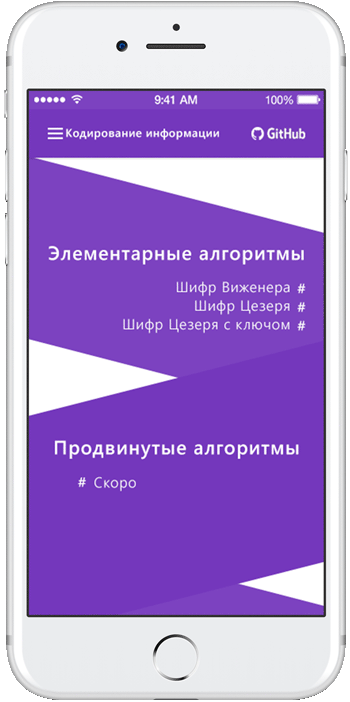 9:41 AM 100%
Кодирование информации GitHub
Элементарные алгоритмы
Шифр Виженера #
Шифр Цезеря #
Шифр Цезеря с ключом #
Продвинутые алгоритмы
# Скоро